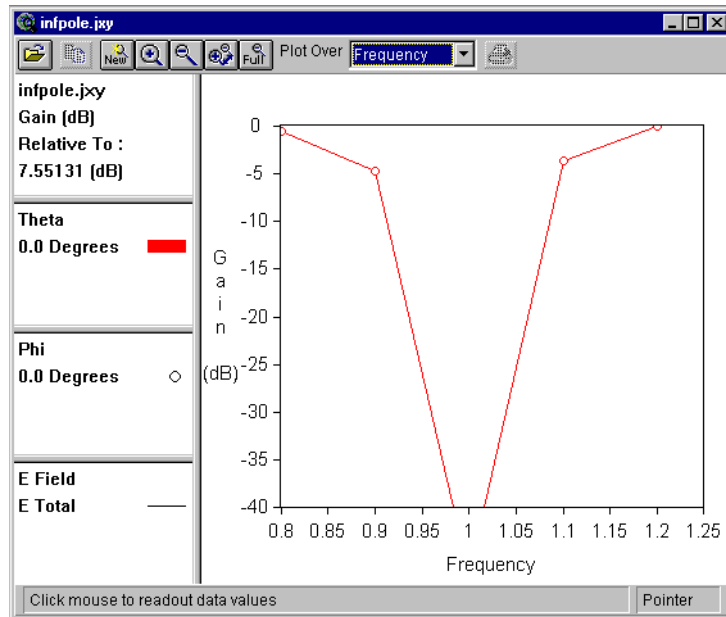 infpole.jxy
New
Full
Plot Over
Frequency
infpole.jxy
Gain (dB)
Relative To :
7.55131 (dB)
Theta
0.0 Degrees
Phi
0.0 Degrees
E Field
E Total
Gain
(dB)
0
-5
-10
-15
-20
-25
-30
-35
-40
0.8 0.85 0.9 0.95 1 1.05 1.1 1.15 1.2 1.25
Frequency
Click mouse to readout data values
Pointer